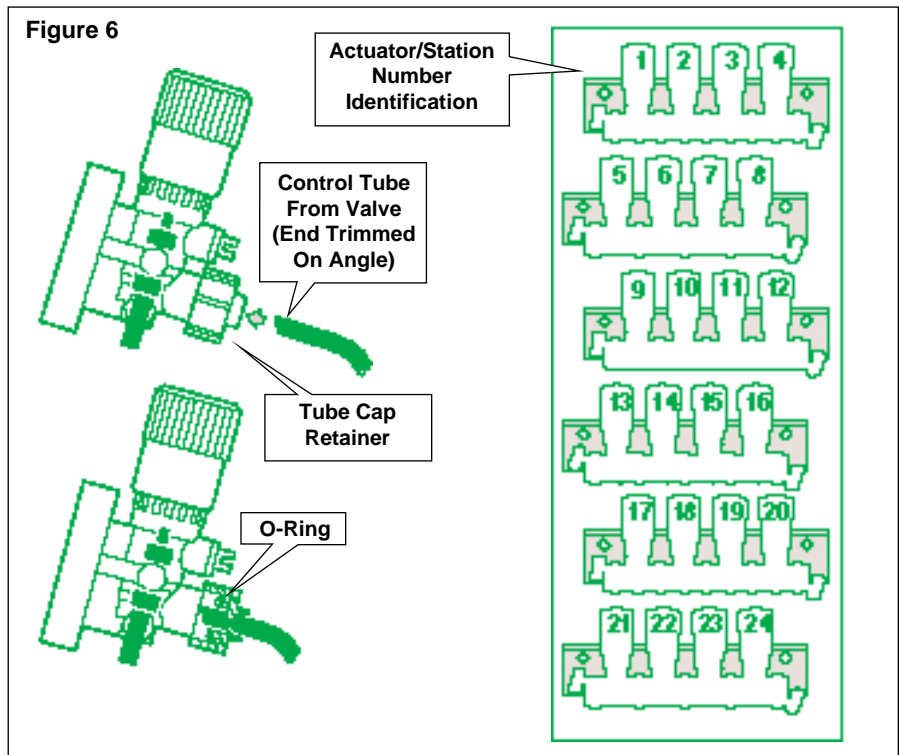 Figure 6
Actuator/Station
Number
Identification
Control Tube
From Valve
(End Trimmed
On Angle)
Tube Cap
Retainer
O-Ring
1 2 3 4
5 6 7 8
9 10 11 12
13 14 15 16
17 18 19 20
21 22 23 24